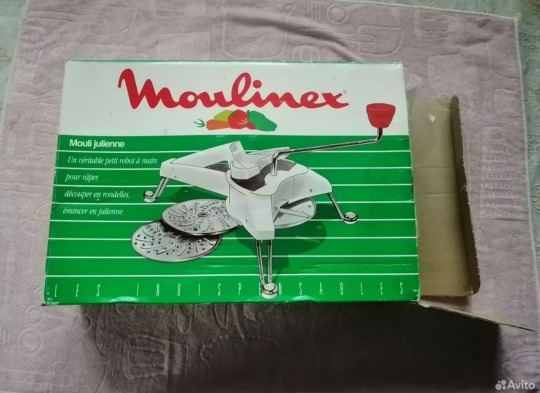 Moulinex
Mouli julienne
Un véritable petit robot à main
pour râper,
découper en rondelles,
émincer en julienne
LES INDISPENSABLES
Avito